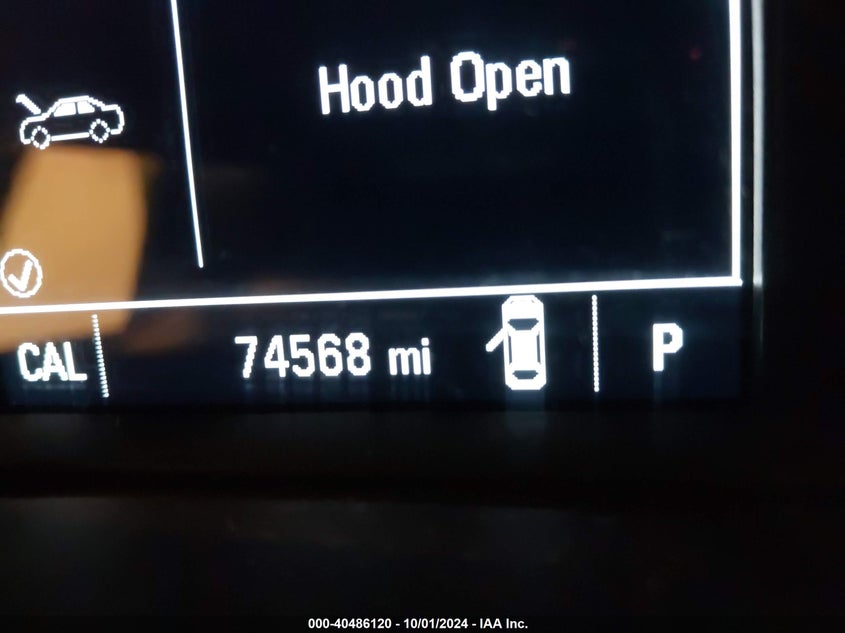 Hood Open
CAL 74568 mi P
000-40486120 - 10/01/2024 - IAA Inc.